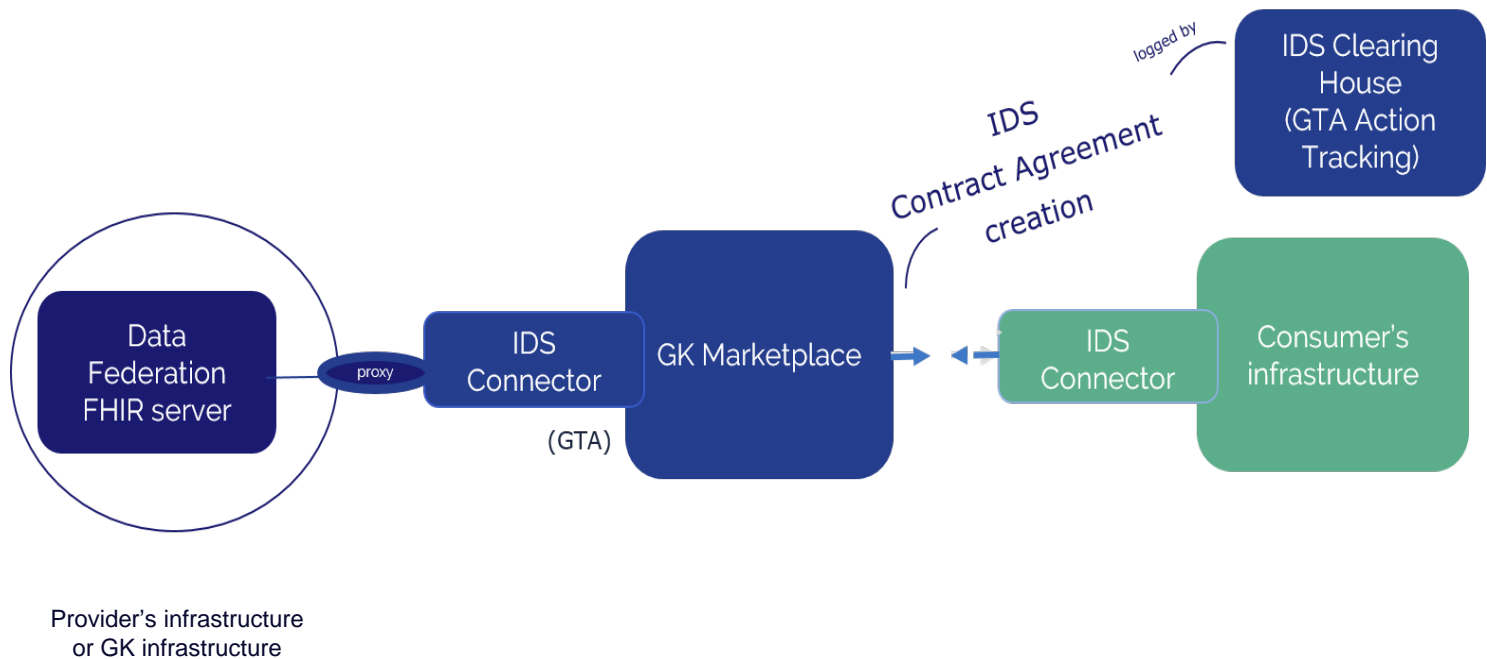 logged by
IDS Clearing
House
(GTA Action
Tracking)
IDS
Contract Agreement
creation
Data
Federation
FHIR server
proxy
IDS
Connector
(GTA)
GK Marketplace
IDS
Connector
Consumer’s
infrastructure
Provider’s infrastructure
or GK infrastructure